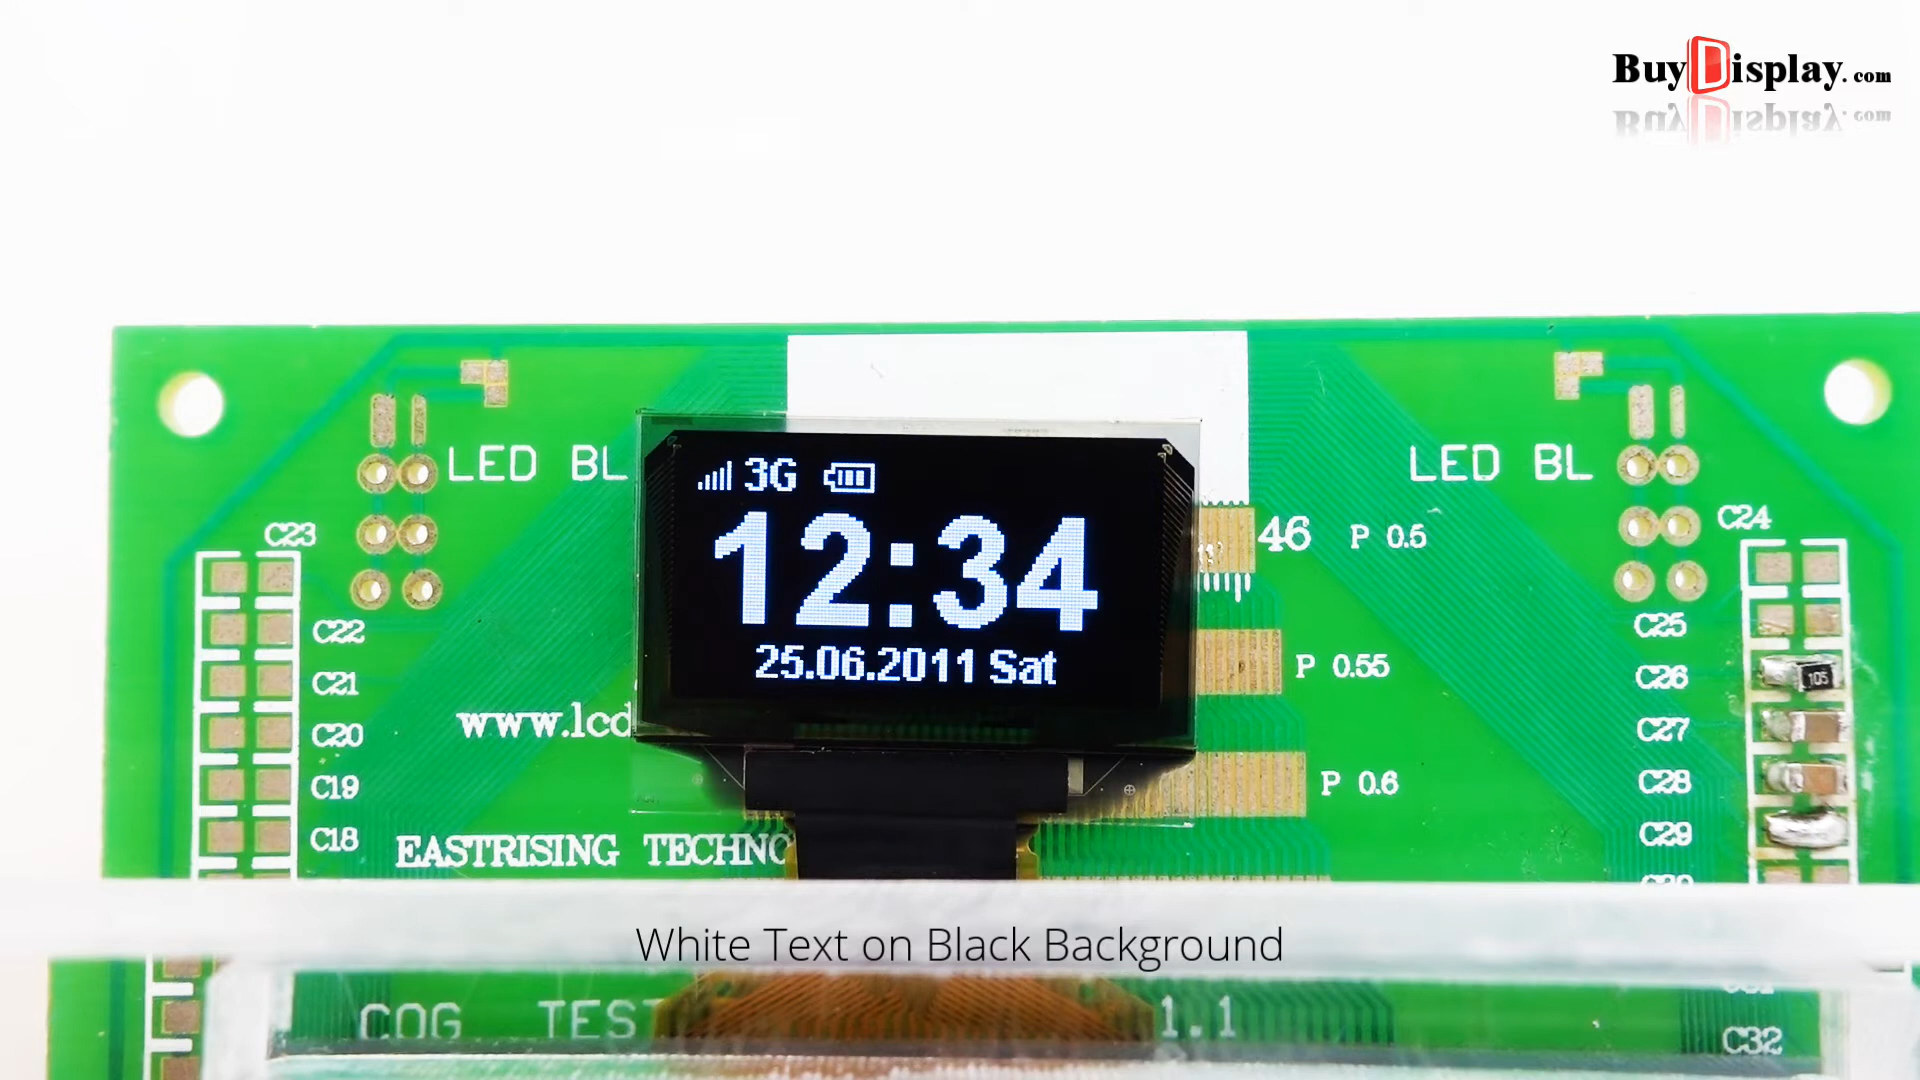 BuyDisplay.com
LED BL
LED BL
3G
12:34
25.06.2011 Sat
46 P 0.5
P 0.55
P 0.6
C23
C22
C21
C20
C19
C18
C24
C25
C26
105
C27
C28
C29
www.lcd
EASTRISING TECHNO
White Text on Black Background
COG TEST
1.1
C32